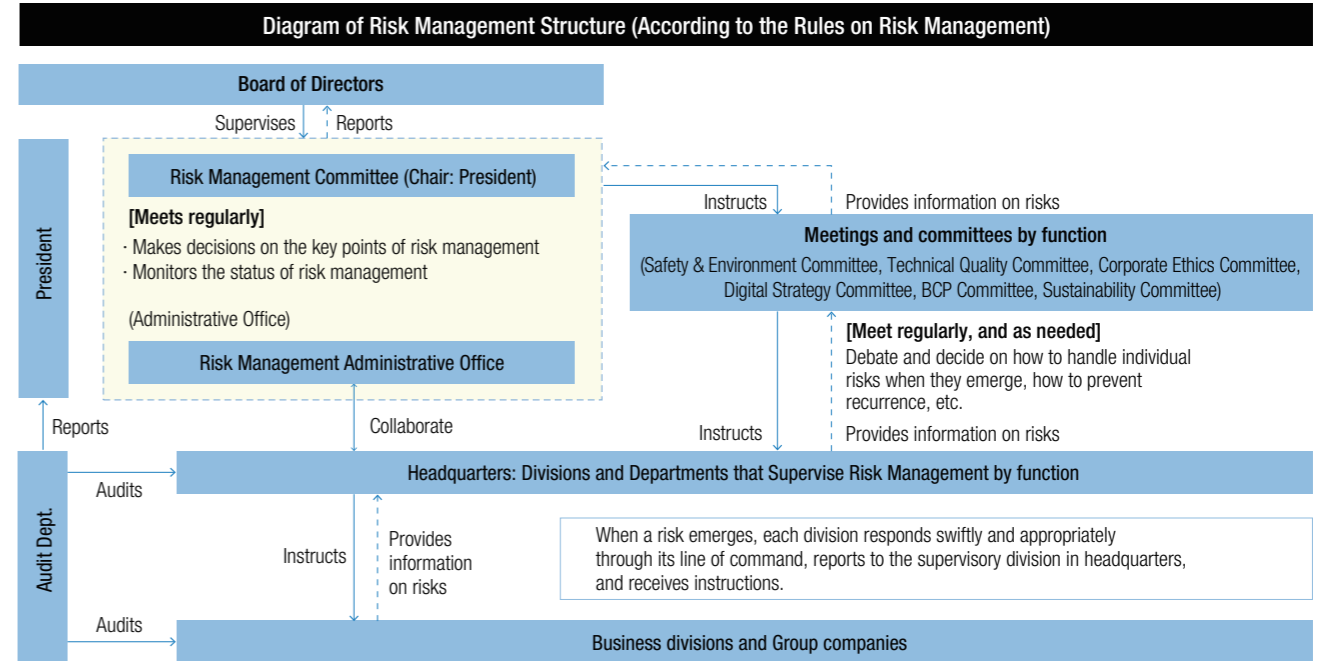 Diagram of Risk Management Structure (According to the Rules on Risk Management)
Board of Directors
Supervises
Reports
President
Risk Management Committee (Chair: President)
[Meets regularly]
· Makes decisions on the key points of risk management
· Monitors the status of risk management
(Administrative Office)
Risk Management Administrative Office
Instructs
Provides information on risks
Meetings and committees by function
(Safety & Environment Committee, Technical Quality Committee, Corporate Ethics Committee,
Digital Strategy Committee, BCP Committee, Sustainability Committee)
[Meet regularly, and as needed]
Debate and decide on how to handle individual
risks when they emerge, how to prevent
recurrence, etc.
Reports
Collaborate
Instructs
Provides information on risks
Audit Dept.
Audits
Headquarters: Divisions and Departments that Supervise Risk Management by function
Instructs
Provides
information
on risks
When a risk emerges, each division responds swiftly and appropriately
through its line of command, reports to the supervisory division in headquarters,
and receives instructions.
Audits
Business divisions and Group companies